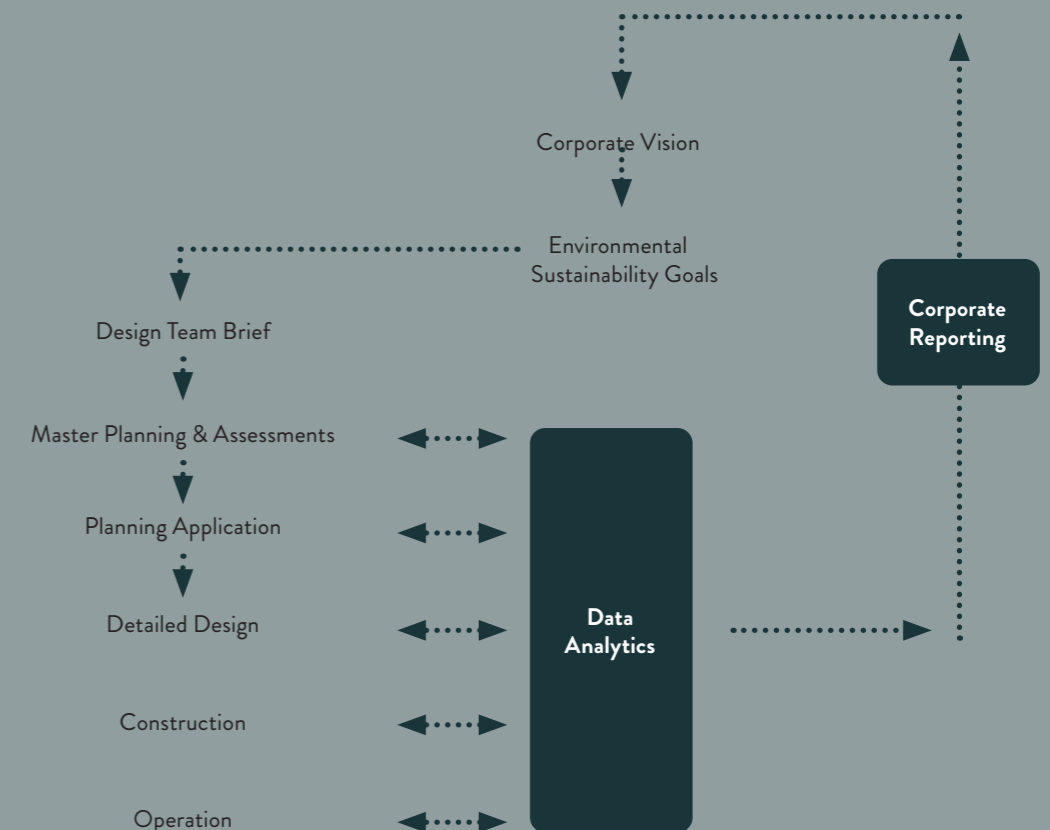 Corporate Vision
Environmental
Sustainability Goals
Corporate
Reporting
Design Team Brief
Master Planning & Assessments
Planning Application
Detailed Design
Data
Analytics
Construction
Operation